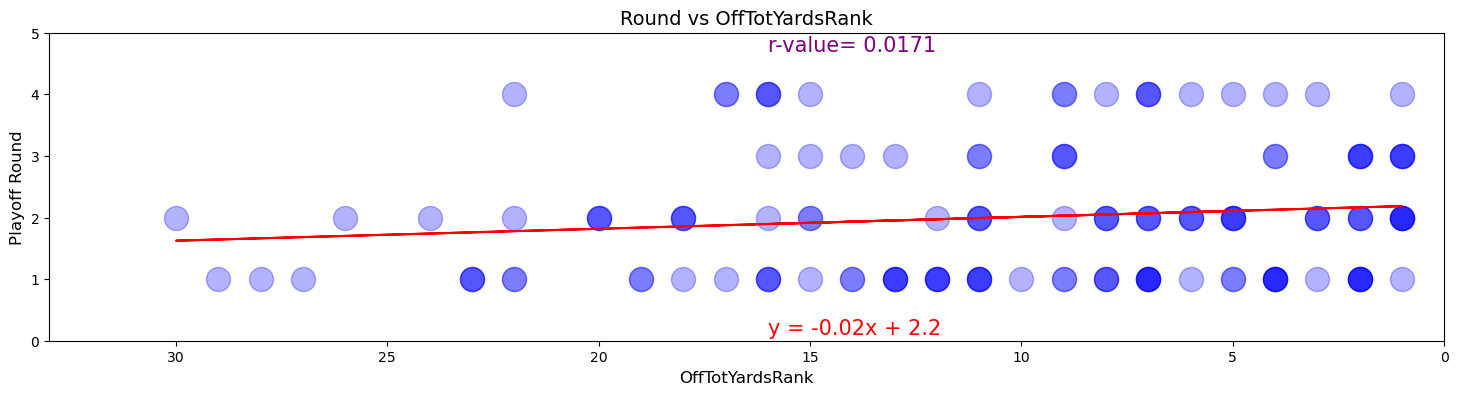 Round vs OffTotYardsRank
r-value= 0.0171
5
4
3
2
1
0
Playoff Round
y = -0.02x + 2.2
30 25 20 15 10 5 0
OffTotYardsRank